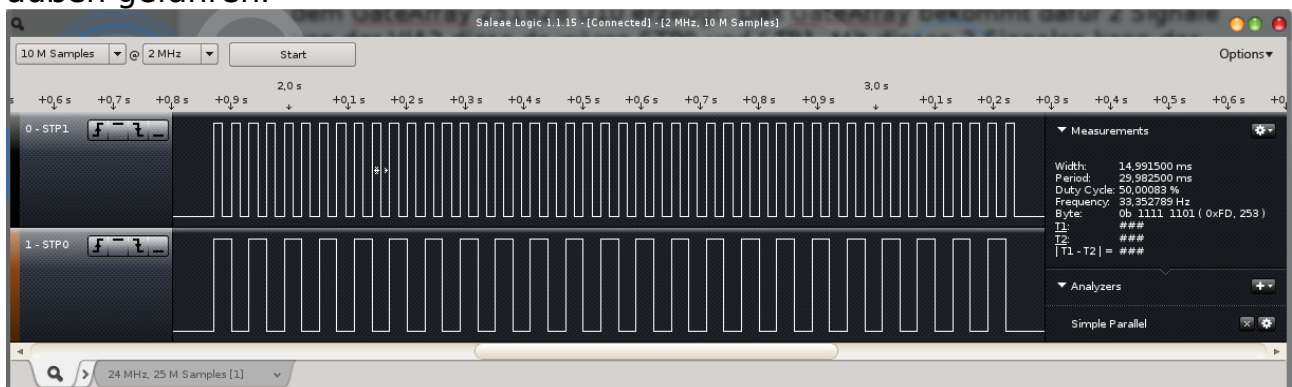 außen geführen.
Saleae Logic 1.1.15 - [Connected] - [2 MHz, 10 M Samples]
10 M Samples @ 2 MHz Start Options
2,0 s 3,0 s
s +0,6 s +0,7 s +0,8 s +0,9 s +0,1 s +0,2 s +0,3 s +0,4 s +0,5 s +0,6 s +0,7 s +0,8 s +0,9 s +0,1 s +0,2 s +0,3 s +0,4 s +0,5 s +0,6 s +0,
0 - STP1
Measurements
Width: 14,991500 ms
Period: 29,982500 ms
Duty Cycle: 50,00083 %
Frequency: 33,352789 Hz
Byte: 0b 1111 1101 ( 0xFD, 253 )
T1: ###
T2: ###
| T1 - T2 | = ###
1 - STP0
Analyzers
Simple Parallel
24 MHz, 25 M Samples [1]